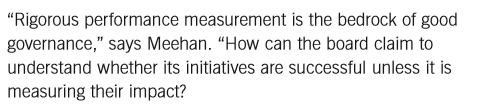 “Rigorous performance measurement is the bedrock of good
governance,” says Meehan. “How can the board claim to
understand whether its initiatives are successful unless it is
measuring their impact?